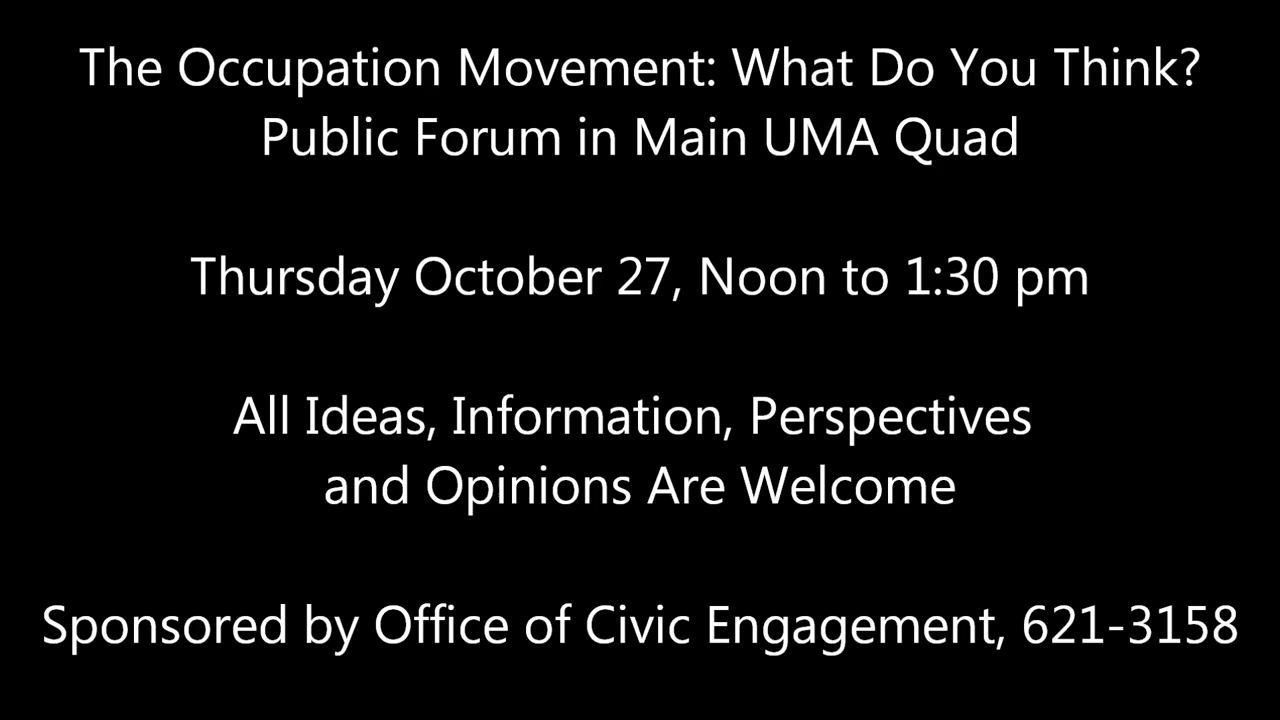 The Occupation Movement: What Do You Think?
Public Forum in Main UMA Quad
Thursday October 27, Noon to 1:30 pm
All Ideas, Information, Perspectives
and Opinions Are Welcome
Sponsored by Office of Civic Engagement, 621-3158